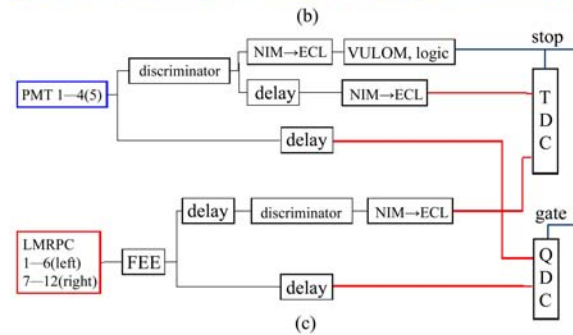 (b)
stop
NIM→ECL
VULOM, logic
discriminator
PMT 1—4(5)
delay
NIM→ECL
T
D
C
delay
gate
delay
discriminator
NIM→ECL
LMRPC
1—6(left)
7—12(right)
FEE
Q
D
C
delay
(c)